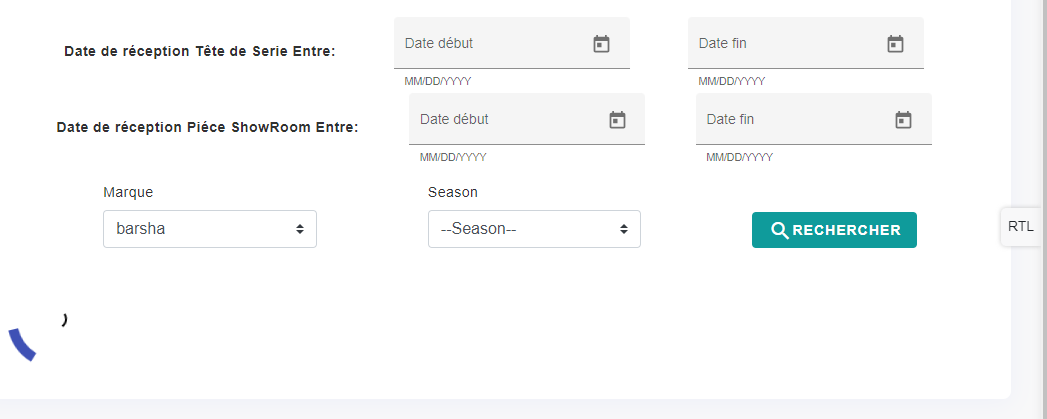 Date de réception Tête de Serie Entre:
Date début
Date fin
MM/DD/YYYY
MM/DD/YYYY
Date de réception Piéce ShowRoom Entre:
Date début
Date fin
MM/DD/YYYY
MM/DD/YYYY
Marque
Season
barsha
--Season--
RECHERCHER
RTL